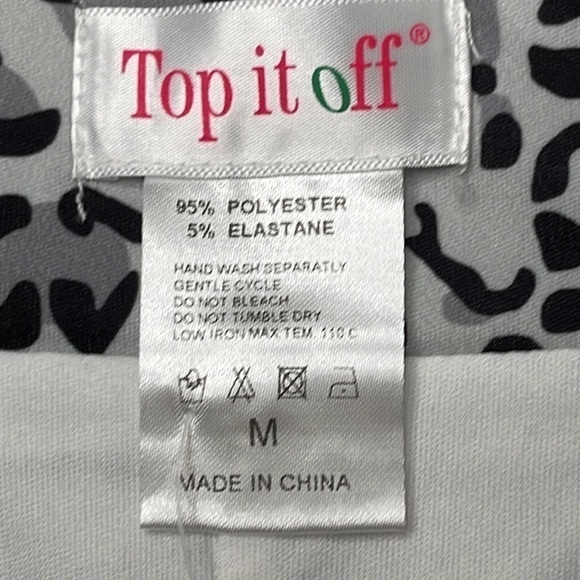 Top it off®
95% POLYESTER
5% ELASTANE
HAND WASH SEPARATLY
GENTLE CYCLE
DO NOT BLEACH
DO NOT TUMBLE DRY
LOW IRON MAX TEM. 110 C
M
MADE IN CHINA